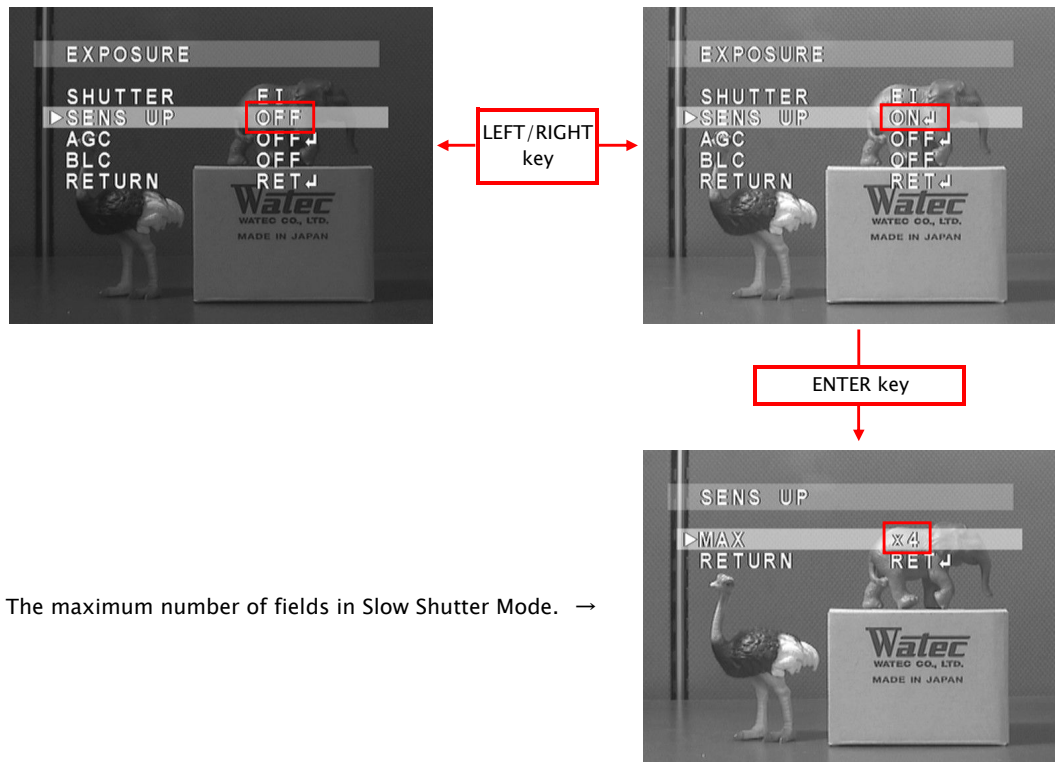 EXPOSURE
SHUTTER EI
▷SENS UP OFF
AGC OFF↲
BLC OFF
RETURN RET↲
Watec
WATEC CO., LTD.
MADE IN JAPAN
LEFT/RIGHT
key
EXPOSURE
SHUTTER EI
▷SENS UP ON↲
AGC OFF↲
BLC OFF
RETURN RET↲
Watec
WATEC CO., LTD.
MADE IN JAPAN
ENTER key
SENS UP
▷MAX x4
RETURN RET↲
Watec
WATEC CO., LTD.
MADE IN JAPAN
The maximum number of fields in Slow Shutter Mode. →